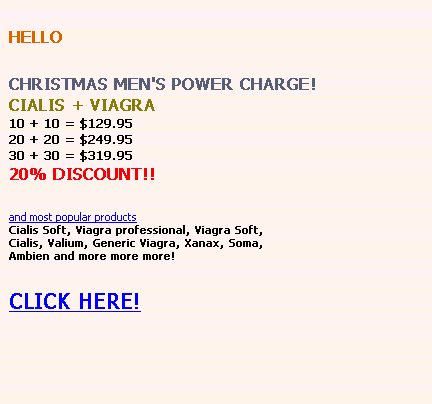 HELLO
CHRISTMAS MEN'S POWER CHARGE!
CIALIS + VIAGRA
10 + 10 = $129.95
20 + 20 = $249.95
30 + 30 = $319.95
20% DISCOUNT!!
and most popular products
Cialis Soft, Viagra professional, Viagra Soft,
Cialis, Valium, Generic Viagra, Xanax, Soma,
Ambien and more more more!
CLICK HERE!